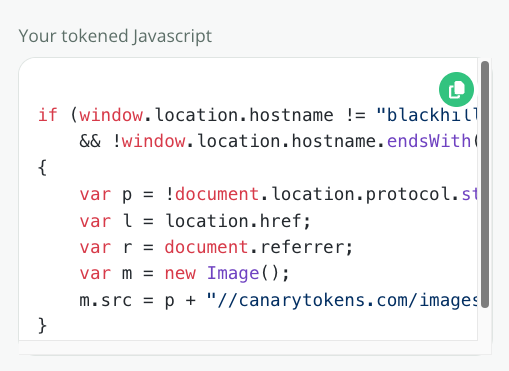 Your tokened Javascript
if (window.location.hostname != "blackhill
&& !window.location.hostname.endsWith(
{
var p = !document.location.protocol.st
var l = location.href;
var r = document.referrer;
var m = new Image();
m.src = p + "//canarytokens.com/images
}